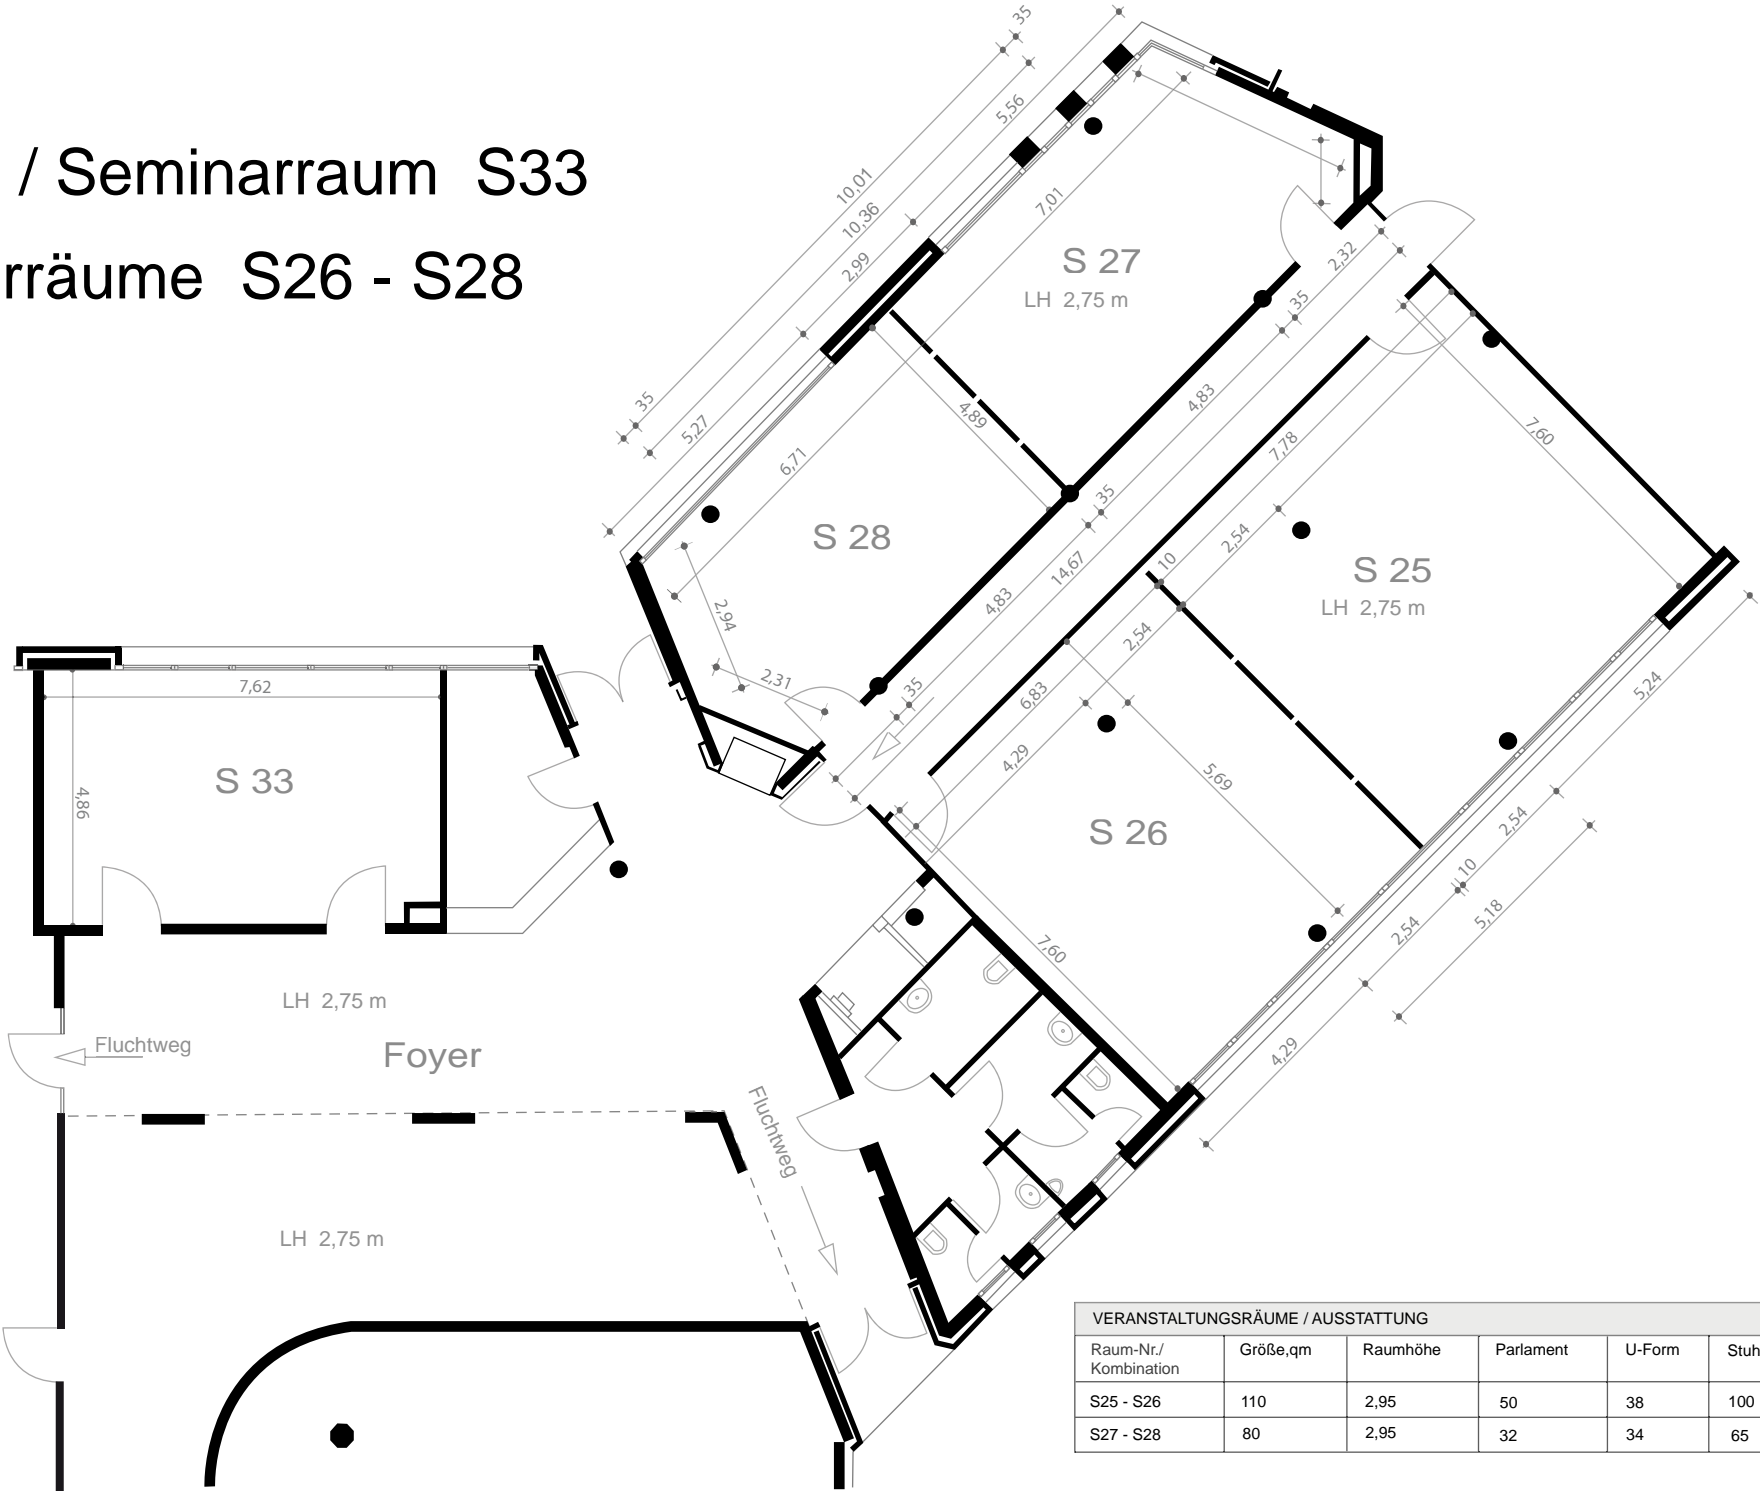 / Seminarraum S33
rräume S26 - S28
35
5,56
10,01
10,36
2,99
7,01
S 27
LH 2,75 m
2,32
35
35
5,27
6,71
4,89
4,83
7,78
7,60
S 28
35
14,67
4,83
10
2,54
S 25
LH 2,75 m
2,94
2,31
35
2,54
6,83
4,29
5,69
S 26
5,24
2,54
10
5,18
2,54
4,29
7,60
7,62
S 33
4,86
LH 2,75 m
Fluchtweg
Foyer
Fluchtweg
LH 2,75 m
VERANSTALTUNGSRÄUME / AUSSTATTUNG
Raum-Nr./ Größe,qm Raumhöhe Parlament U-Form Stuh
Kombination
S25 - S26 110 2,95 50 38 100
S27 - S28 80 2,95 32 34 65